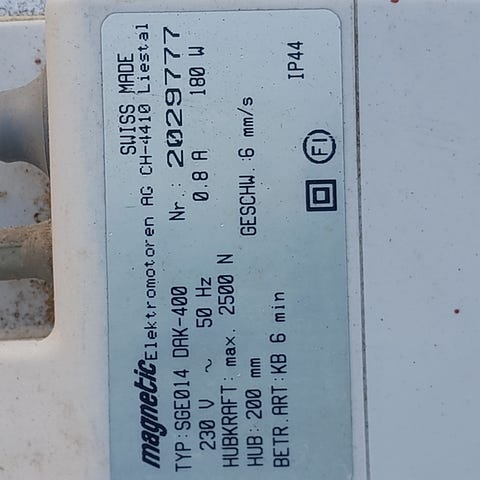 SWISS MADE
magnetic Elektromotoren AG CH-4410 Liestal
TYP:SGE014 DAK-400 Nr.: 2029777
230 V ~ 50 Hz 0.8 A 180 W
HUBKRAFT: max. 2500 N
HUB: 200 mm GESCHW.:6 mm/s
BETR.ART:KB 6 min
FI IP44